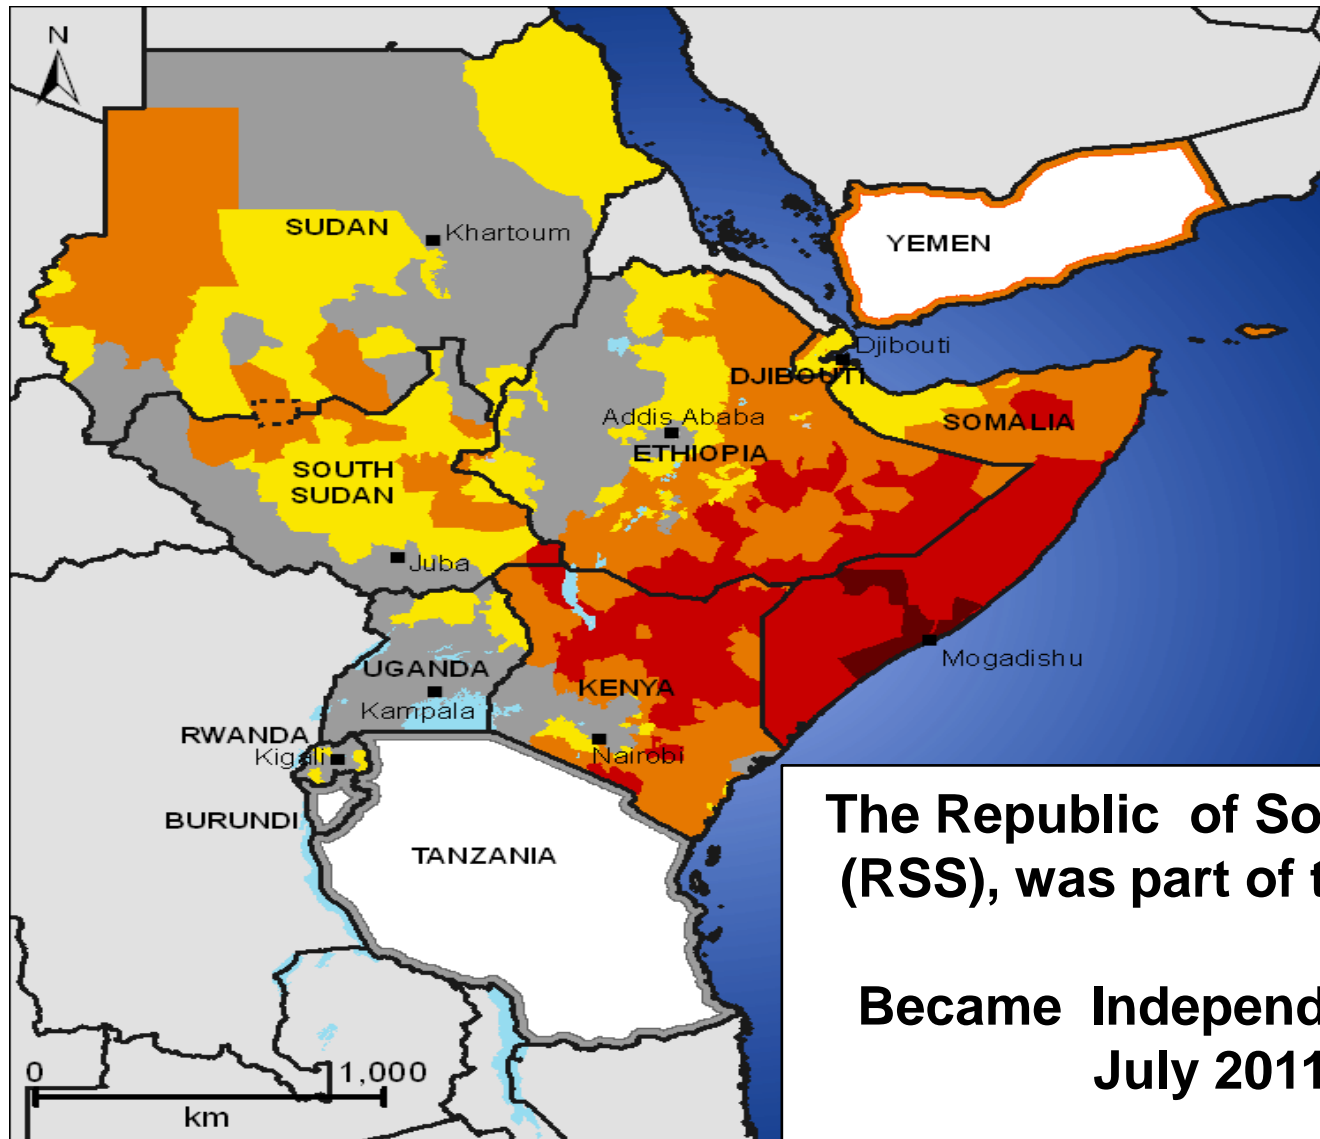 N
SUDAN
Khartoum
YEMEN
Djibouti
DJIBOUTI
Addis Ababa
ETHIOPIA
SOMALIA
SOUTH
SUDAN
Juba
Mogadishu
UGANDA
Kampala
KENYA
RWANDA
Kigali
Nairobi
BURUNDI
TANZANIA
0 1,000
km
The Republic of So
(RSS), was part of t
Became Independ
July 2011